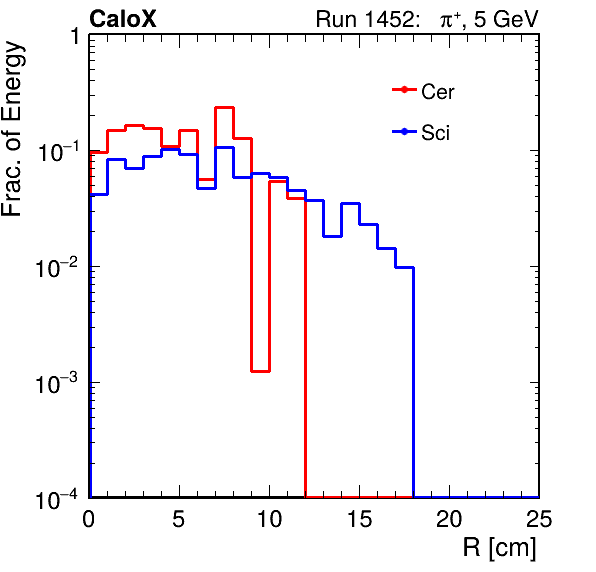 CaloX Run 1452: π⁺, 5 GeV
Frac. of Energy
1
10⁻¹
10⁻²
10⁻³
10⁻⁴
Cer
Sci
0 5 10 15 20 25
R [cm]